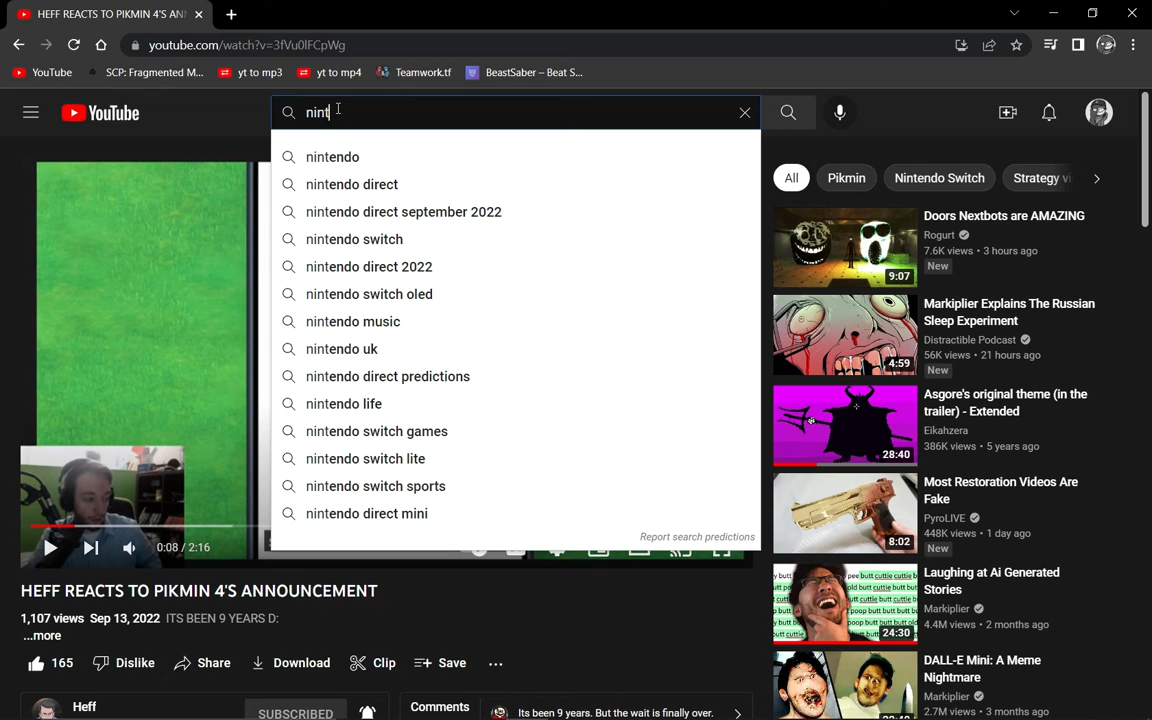 HEFF REACTS TO PIKMIN 4'S AN
youtube.com/watch?v=3fVu0lFCpWg
YouTube SCP: Fragmented M... yt to mp3 yt to mp4 Teamwork.tf BeastSaber – Beat S...
YouTube
nint
nintendo
nintendo direct
nintendo direct september 2022
nintendo switch
nintendo direct 2022
nintendo switch oled
nintendo music
nintendo uk
nintendo direct predictions
nintendo life
nintendo switch games
nintendo switch lite
nintendo switch sports
nintendo direct mini
Report search predictions
0:08 / 2:16
HEFF REACTS TO PIKMIN 4'S ANNOUNCEMENT
1,107 views Sep 13, 2022 ITS BEEN 9 YEARS D:
...more
165 Dislike Share Download Clip Save
Heff
SUBSCRIBED
Comments
Its been 9 years. But the wait is finally over.
All Pikmin Nintendo Switch Strategy vi
Doors Nextbots are AMAZING
Rogurt
7.6K views • 3 hours ago
New
9:07
Markiplier Explains The Russian
Sleep Experiment
Distractible Podcast
56K views • 21 hours ago
New
4:59
Asgore's original theme (in the
trailer) - Extended
Eikahzera
386K views • 5 years ago
28:40
Most Restoration Videos Are
Fake
PyroLIVE
448K views • 1 day ago
New
8:02
Laughing at Ai Generated
Stories
Markiplier
4.4M views • 2 months ago
24:30
DALL-E Mini: A Meme
Nightmare
Markiplier
2.7M views • 3 months ago